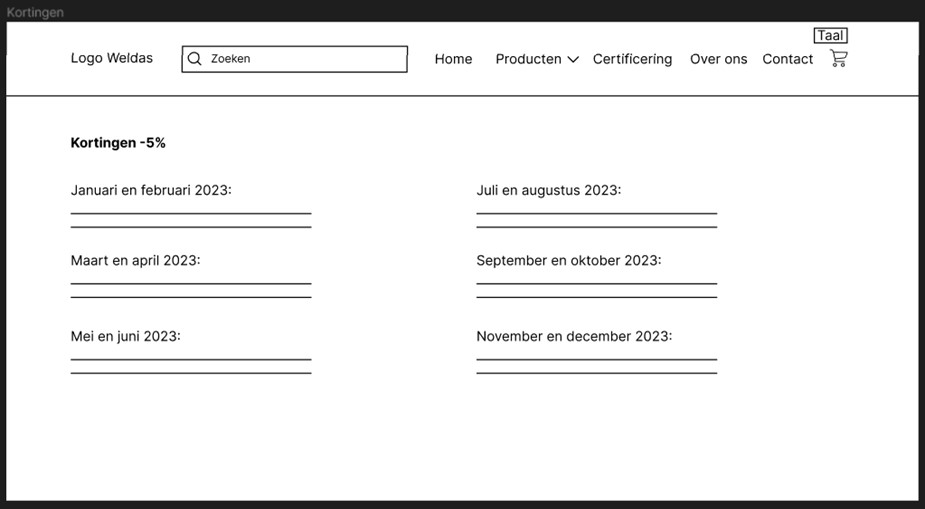 Kortingen
Taal
Logo Weldas
Zoeken
Home
Producten
Certificering
Over ons
Contact
Kortingen -5%
Januari en februari 2023:
Maart en april 2023:
Mei en juni 2023:
Juli en augustus 2023:
September en oktober 2023:
November en december 2023: